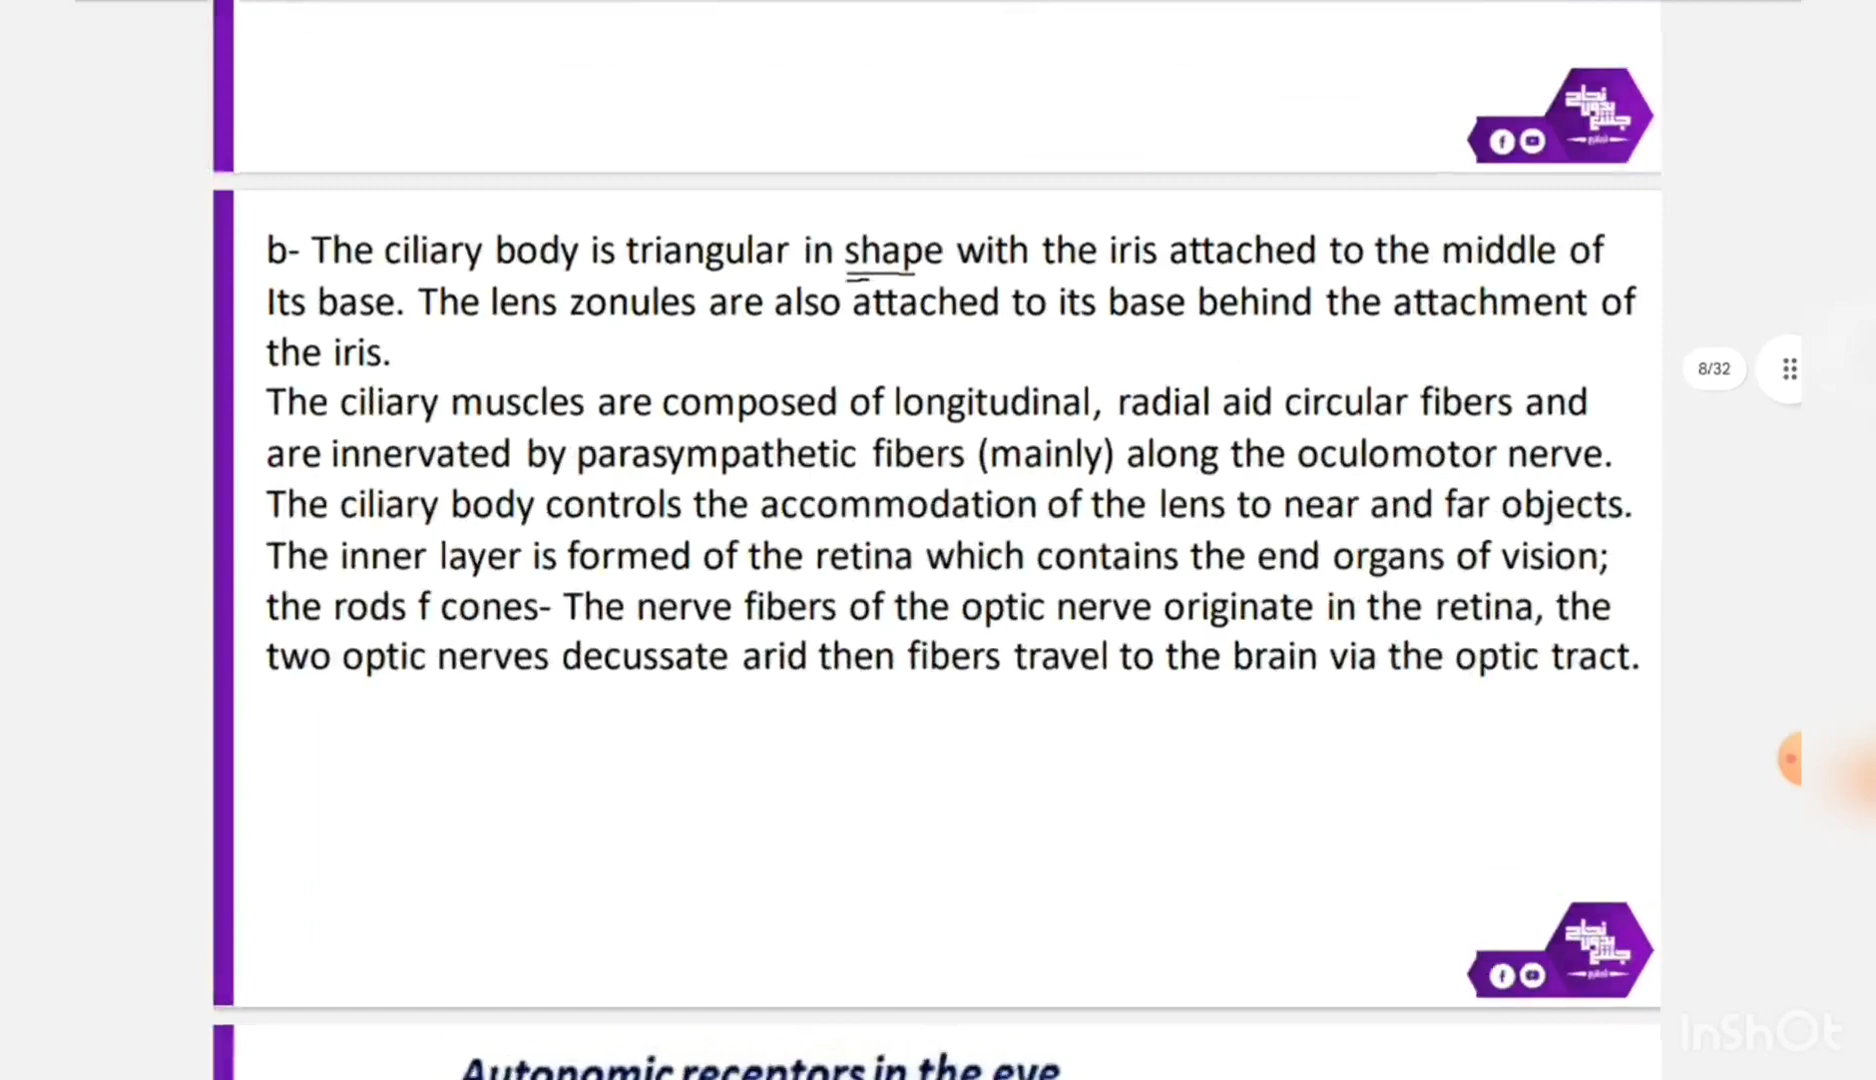 نجاح
بدون
b- The ciliary body is triangular in shape with the iris attached to the middle of
Its base. The lens zonules are also attached to its base behind the attachment of
the iris.
8/32
The ciliary muscles are composed of longitudinal, radial aid circular fibers and
are innervated by parasympathetic fibers (mainly) along the oculomotor nerve.
The ciliary body controls the accommodation of the lens to near and far objects.
The inner layer is formed of the retina which contains the end organs of vision;
the rods f cones- The nerve fibers of the optic nerve originate in the retina, the
two optic nerves decussate arid then fibers travel to the brain via the optic tract.
نجاح
بدون
InShOt
Autonomic receptors in the eye